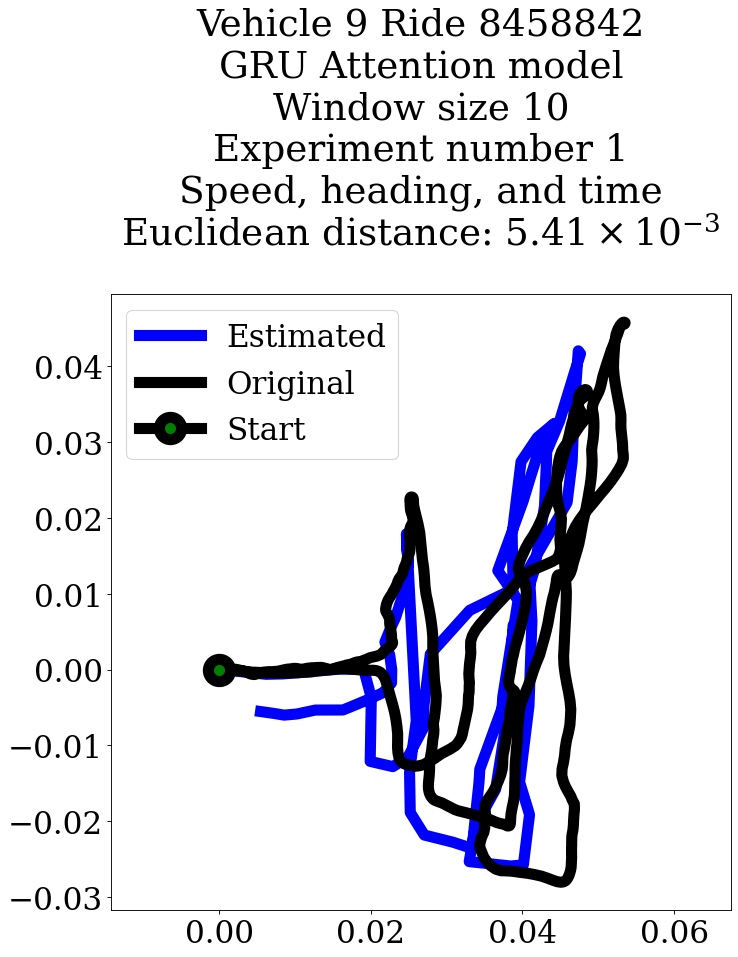 Vehicle 9 Ride 8458842
GRU Attention model
Window size 10
Experiment number 1
Speed, heading, and time
Euclidean distance: 5.41 × 10⁻³
Estimated
Original
Start
0.04
0.03
0.02
0.01
0.00
−0.01
−0.02
−0.03
0.00 0.02 0.04 0.06